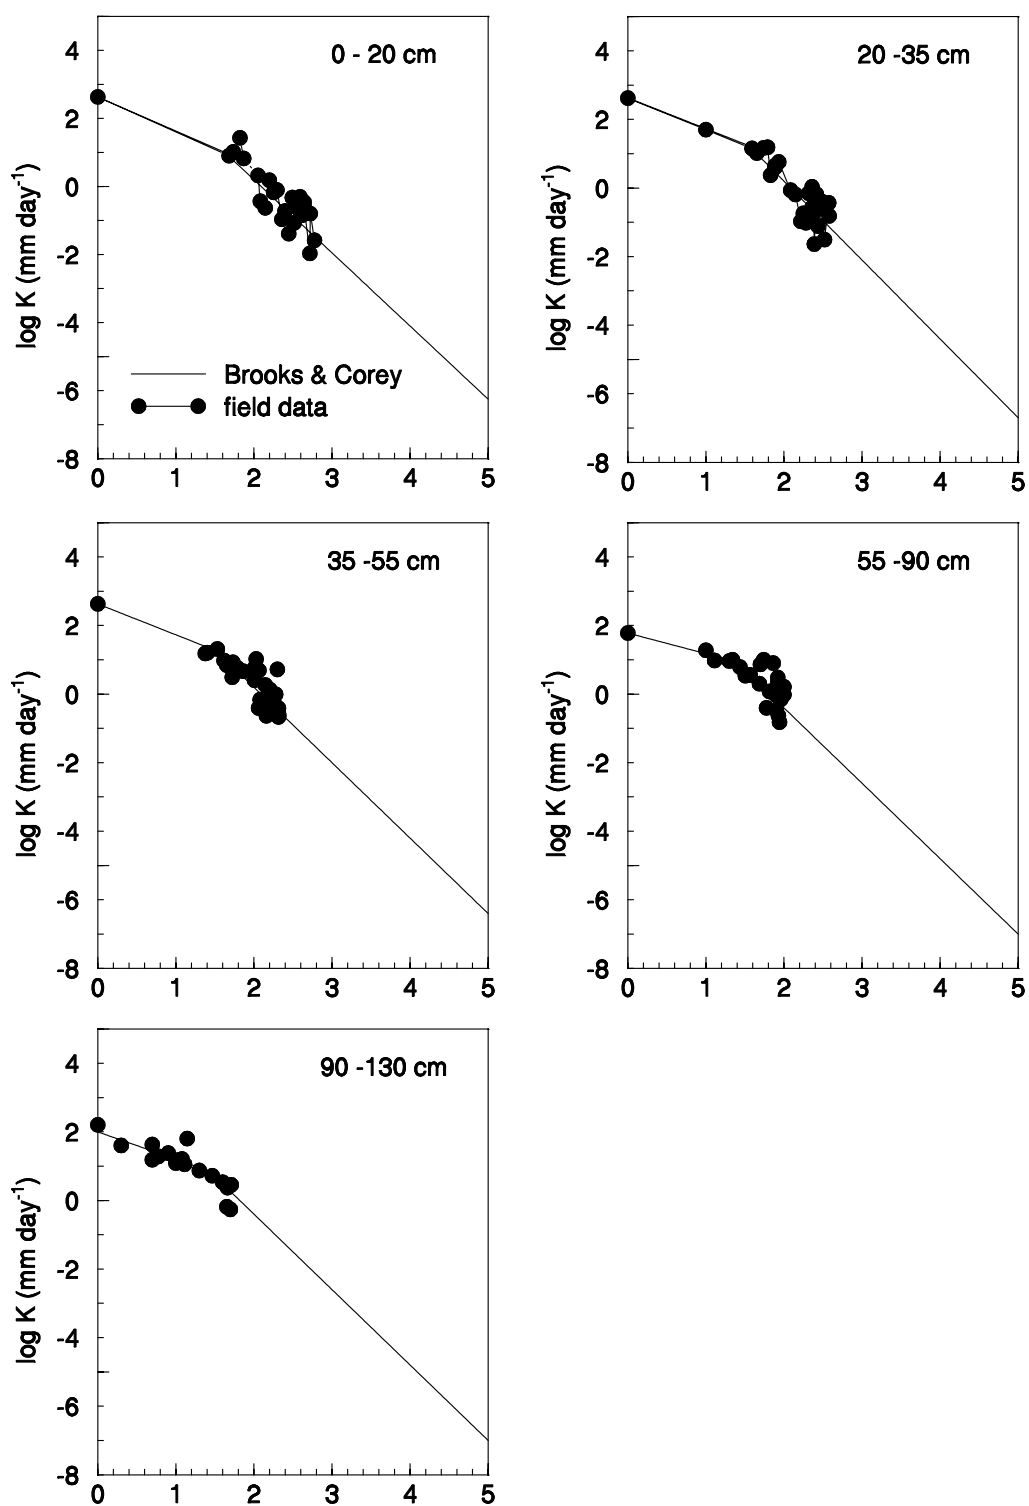 0 - 20 cm
4
2
0
-2
-4
-6
-8
log K (mm day-1)
Brooks & Corey
field data
0 1 2 3 4 5
20 -35 cm
4
2
0
-2
-4
-6
-8
log K (mm day-1)
0 1 2 3 4 5
35 -55 cm
4
2
0
-2
-4
-6
-8
log K (mm day-1)
0 1 2 3 4 5
55 -90 cm
4
2
0
-2
-4
-6
-8
log K (mm day-1)
0 1 2 3 4 5
90 -130 cm
4
2
0
-2
-4
-6
-8
log K (mm day-1)
0 1 2 3 4 5